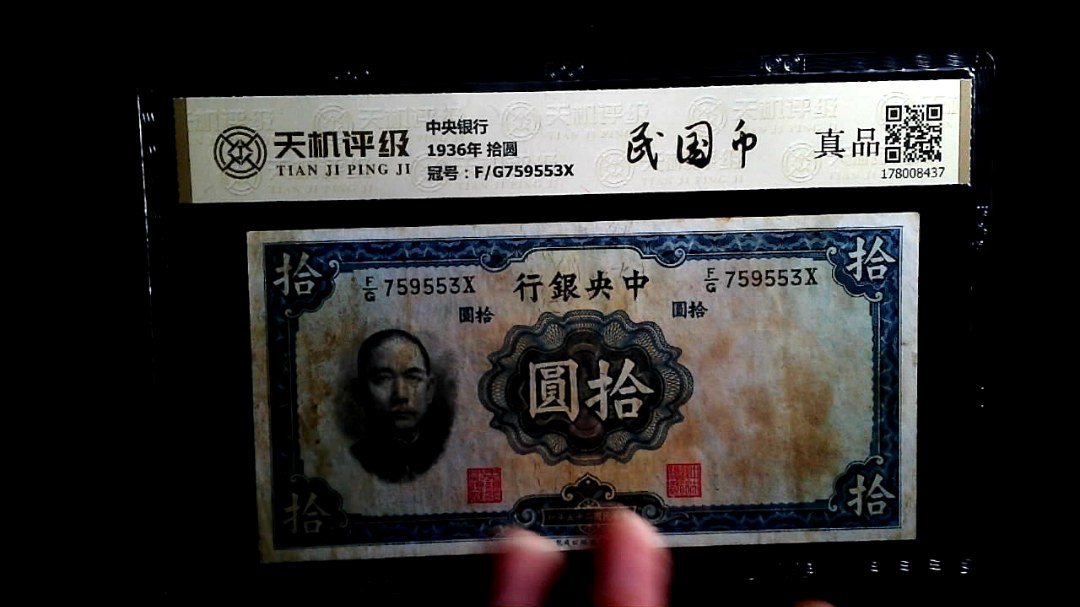 天机评级
TIAN JI PING JI
中央银行
1936年 拾圆
冠号：F/G759553X
民国币
真品
178008437
拾
拾
F/G 759553X
行銀央中
F/G 759553X
圓拾
圓拾
圓拾
拾
拾